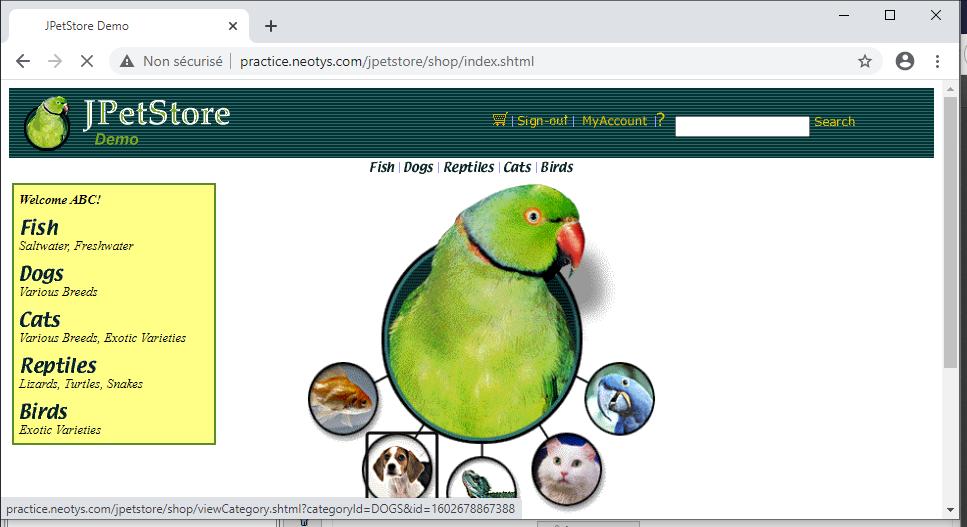 JPetStore Demo
Non sécurisé | practice.neotys.com/jpetstore/shop/index.shtml
JPetStore
Demo
| Sign-out | MyAccount | ? Search
Fish | Dogs | Reptiles | Cats | Birds
Welcome ABC!
Fish
Saltwater, Freshwater
Dogs
Various Breeds
Cats
Various Breeds, Exotic Varieties
Reptiles
Lizards, Turtles, Snakes
Birds
Exotic Varieties
practice.neotys.com/jpetstore/shop/viewCategory.shtml?categoryId=DOGS&id=1602678867388